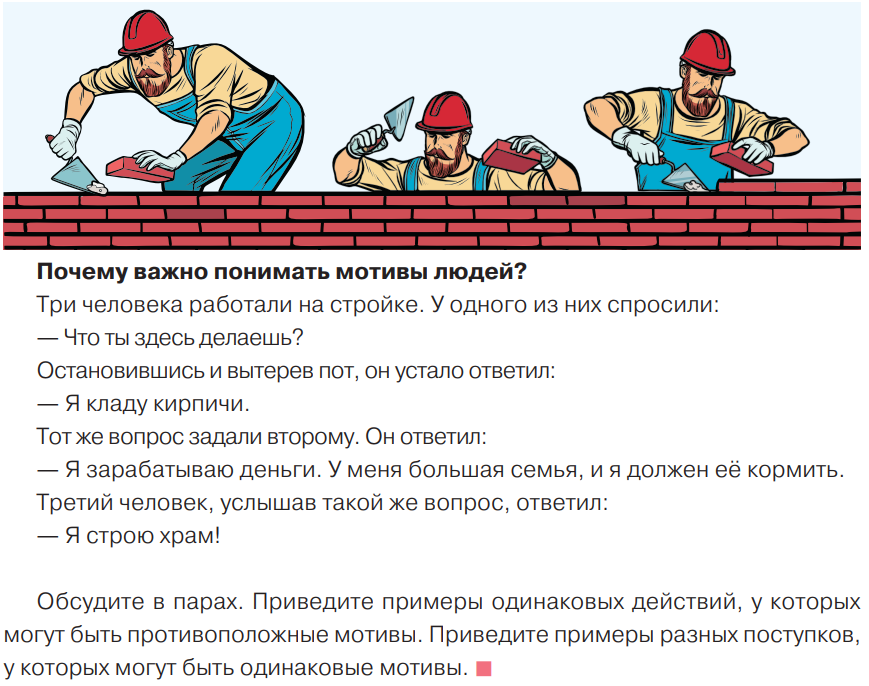 Почему важно понимать мотивы людей?
Три человека работали на стройке. У одного из них спросили:
— Что ты здесь делаешь?
Остановившись и вытерев пот, он устало ответил:
— Я кладу кирпичи.
Тот же вопрос задали второму. Он ответил:
— Я зарабатываю деньги. У меня большая семья, и я должен её кормить.
Третий человек, услышав такой же вопрос, ответил:
— Я строю храм!
Обсудите в парах. Приведите примеры одинаковых действий, у которых
могут быть противоположные мотивы. Приведите примеры разных поступков,
у которых могут быть одинаковые мотивы.